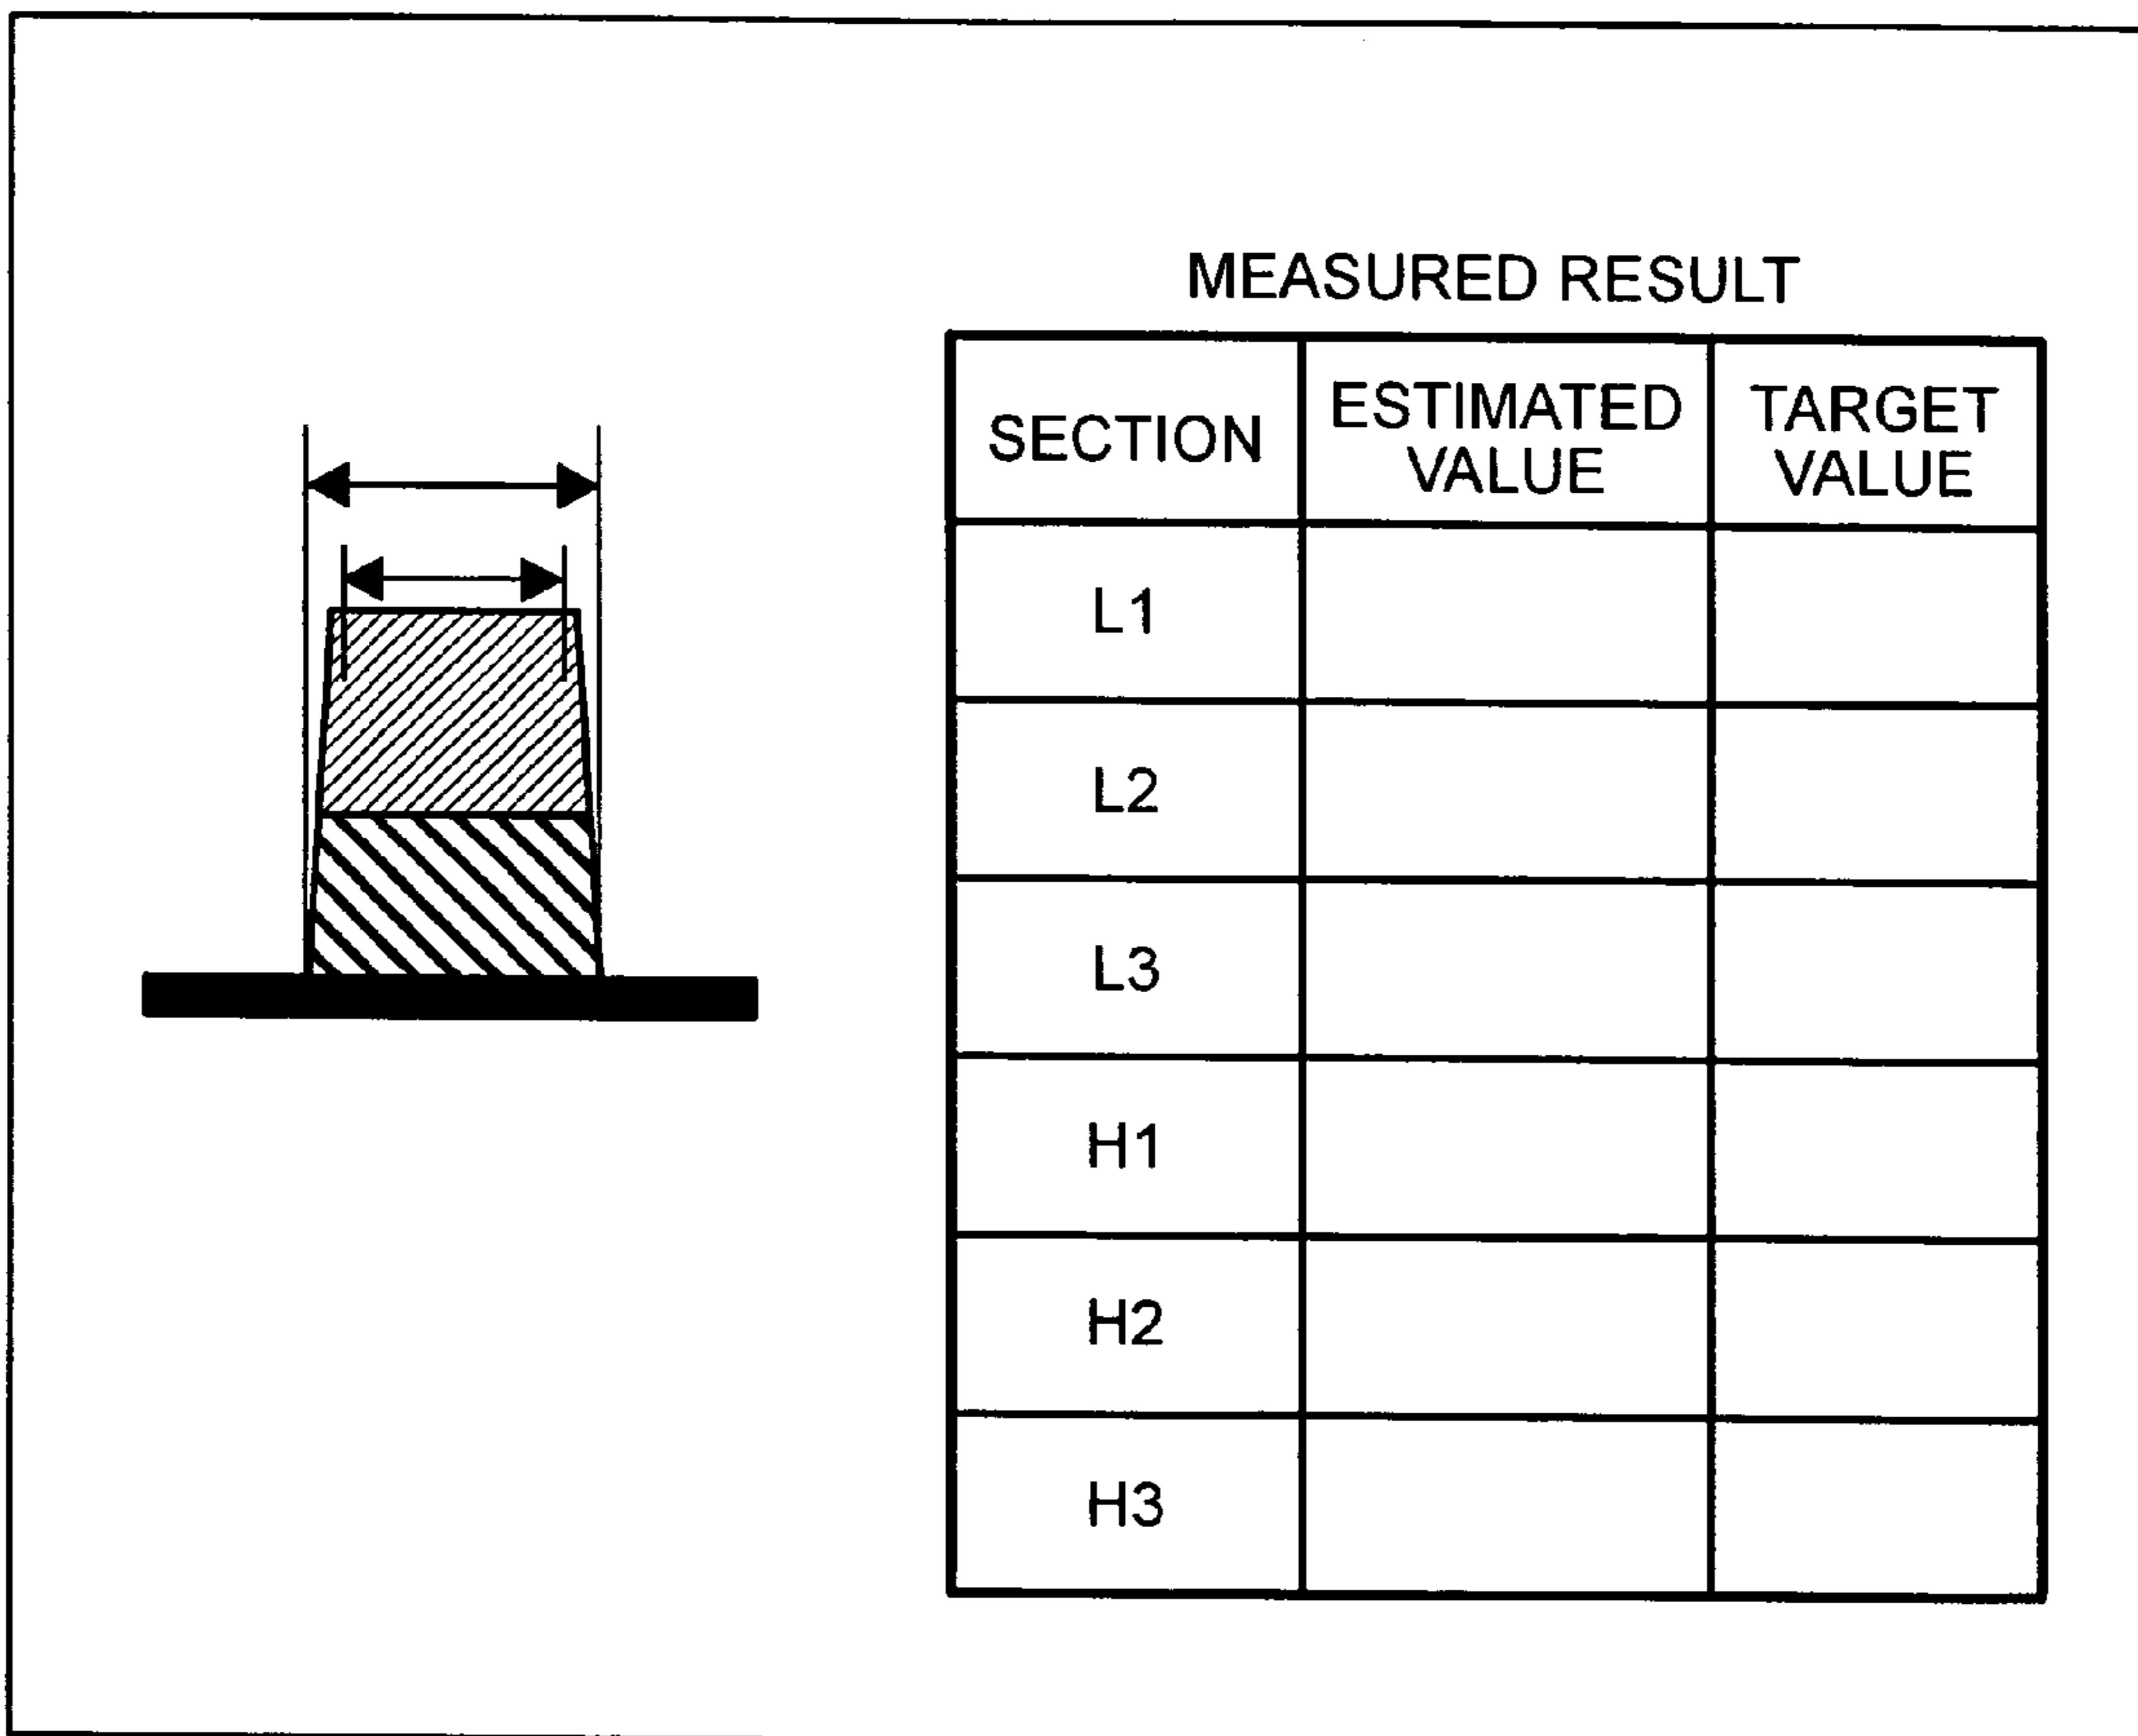 MEASURED RESULT
SECTION
ESTIMATED
VALUE
TARGET
VALUE
L1
L2
L3
H1
H2
H3